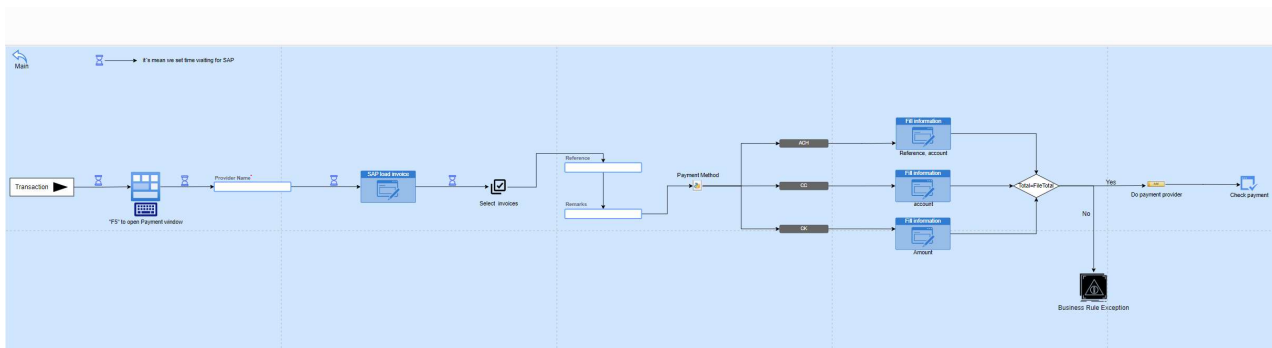 Main
It's mean we set time waiting for SAP
Transaction
"F5" to open Payment window
Provider Name*
SAP load invoice
Select invoices
Reference
Remarks
Payment Method
ACH
CC
CK
Fill information
Reference, account
Fill information
account
Fill information
Amount
Total=FileTotal
Yes
No
Do payment provider
Check payment
Business Rule Exception